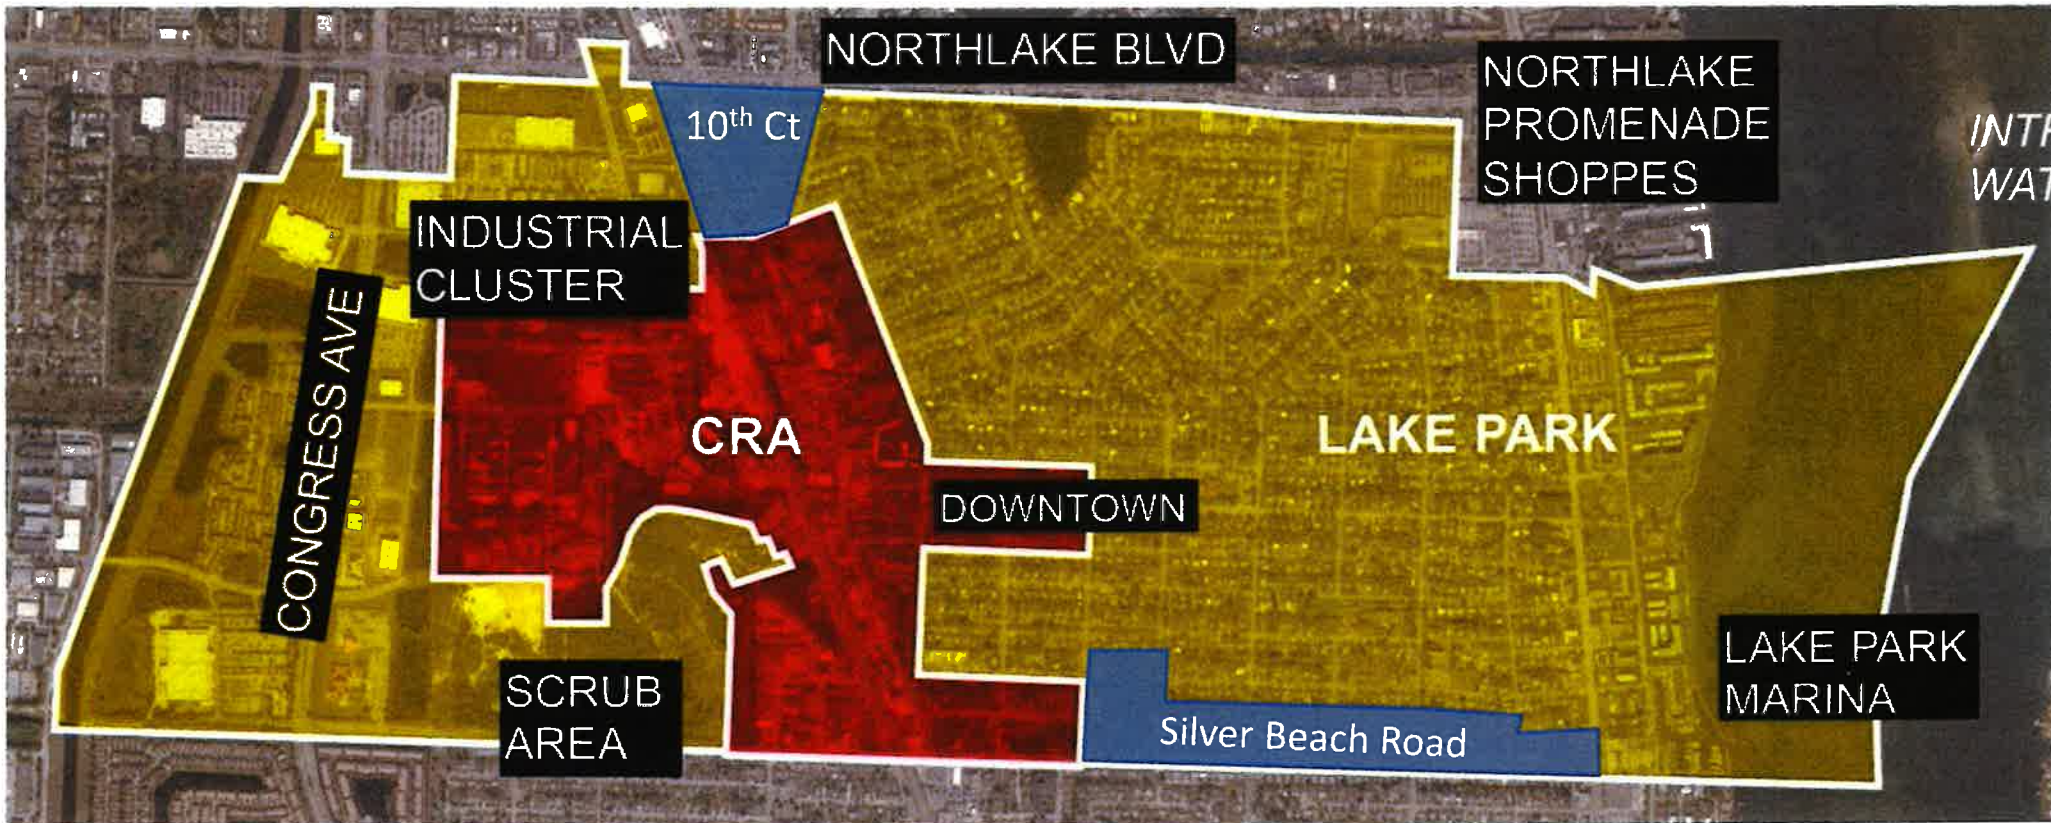 NORTHLAKE BLVD
NORTHLAKE
PROMENADE
SHOPPES
10th Ct
INDUSTRIAL
CLUSTER
CONGRESS AVE
CRA
LAKE PARK
DOWNTOWN
SCRUB
AREA
Silver Beach Road
LAKE PARK
MARINA